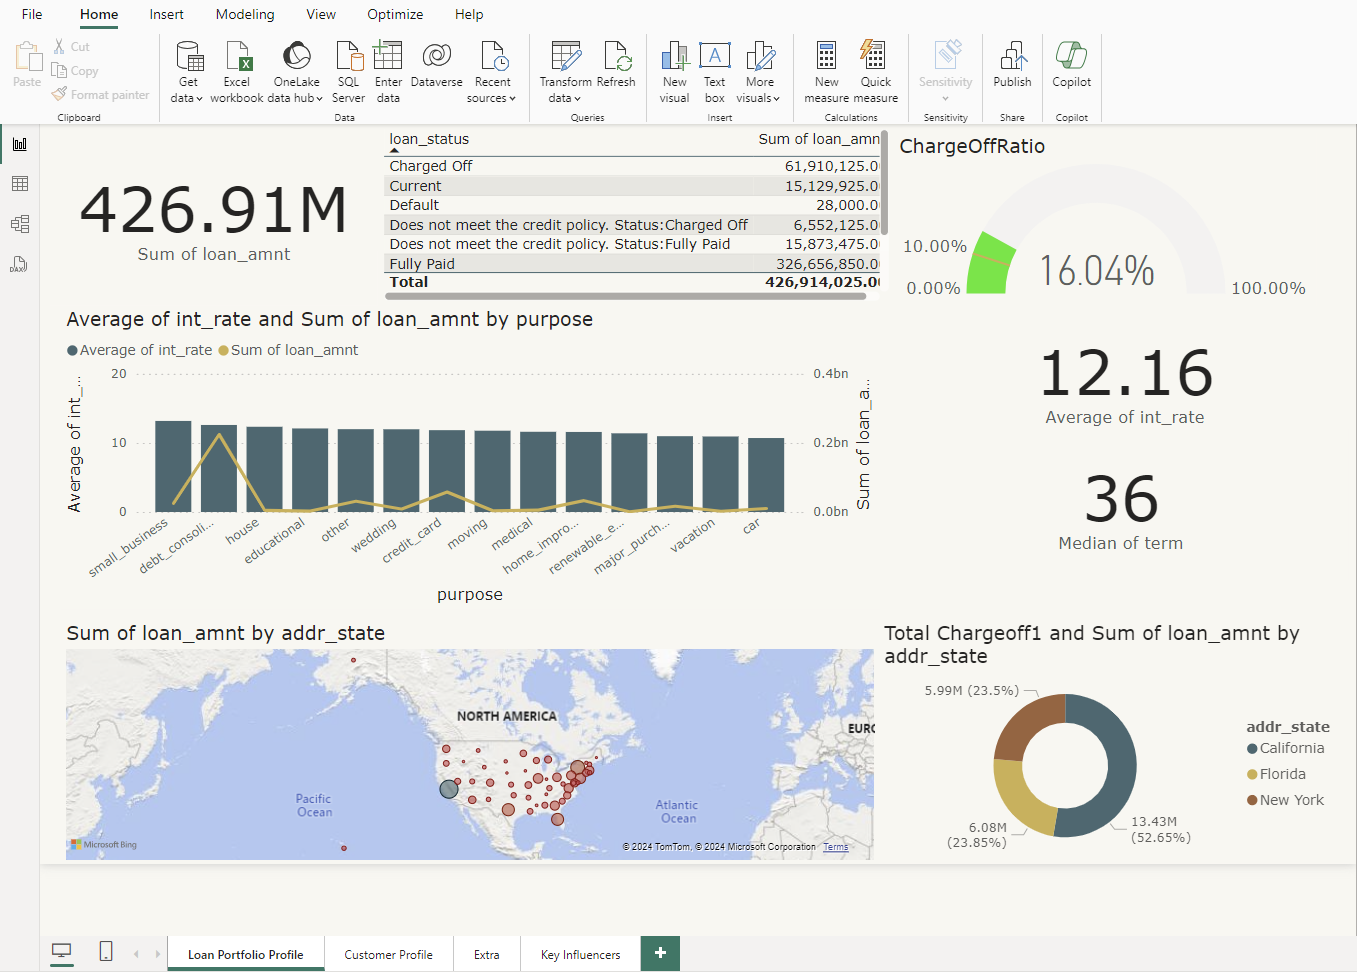 File Home Insert Modeling View Optimize Help
Paste
Cut
Copy
Format painter
Clipboard
Get data
Excel workbook
OneLake data hub
SQL Server
Enter data
Dataverse
Recent sources
Data
Transform data
Refresh
Queries
New visual
Text box
More visuals
Insert
New measure
Quick measure
Calculations
Sensitivity
Sensitivity
Publish
Share
Copilot
Copilot
426.91M
Sum of loan_amnt
loan_status Sum of loan_amn
Charged Off 61,910,125.0
Current 15,129,925.0
Default 28,000.0
Does not meet the credit policy. Status:Charged Off 6,552,125.0
Does not meet the credit policy. Status:Fully Paid 15,873,475.0
Fully Paid 326,656,850.0
Total 426,914,025.0
ChargeOffRatio
10.00%
0.00%
16.04%
100.00%
Average of int_rate and Sum of loan_amnt by purpose
Average of int_rate Sum of loan_amnt
Average of int_...
20
10
0
0.4bn
0.2bn
0.0bn
Sum of loan_a...
small_business
debt_consoli...
house
educational
other
wedding
credit_card
moving
medical
home_impro...
renewable_e...
major_purch...
vacation
car
purpose
12.16
Average of int_rate
36
Median of term
Sum of loan_amnt by addr_state
NORTH AMERICA
EURO
Pacific
Ocean
Atlantic
Ocean
Microsoft Bing
© 2024 TomTom, © 2024 Microsoft Corporation Terms
Total Chargeoff1 and Sum of loan_amnt by
addr_state
5.99M (23.5%)
6.08M
(23.85%)
13.43M
(52.65%)
addr_state
California
Florida
New York
Loan Portfolio Profile Customer Profile Extra Key Influencers +